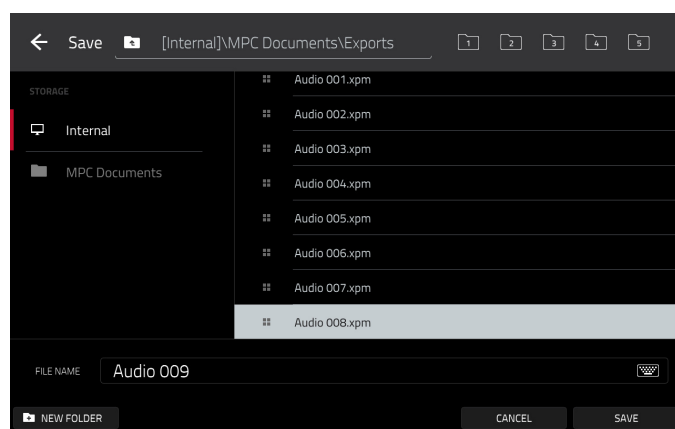 Save [Internal]\MPC Documents\Exports 1 2 3 4 5
STORAGE
Internal
MPC Documents
Audio 001.xpm
Audio 002.xpm
Audio 003.xpm
Audio 004.xpm
Audio 005.xpm
Audio 006.xpm
Audio 007.xpm
Audio 008.xpm
FILE NAME Audio 009
NEW FOLDER CANCEL SAVE